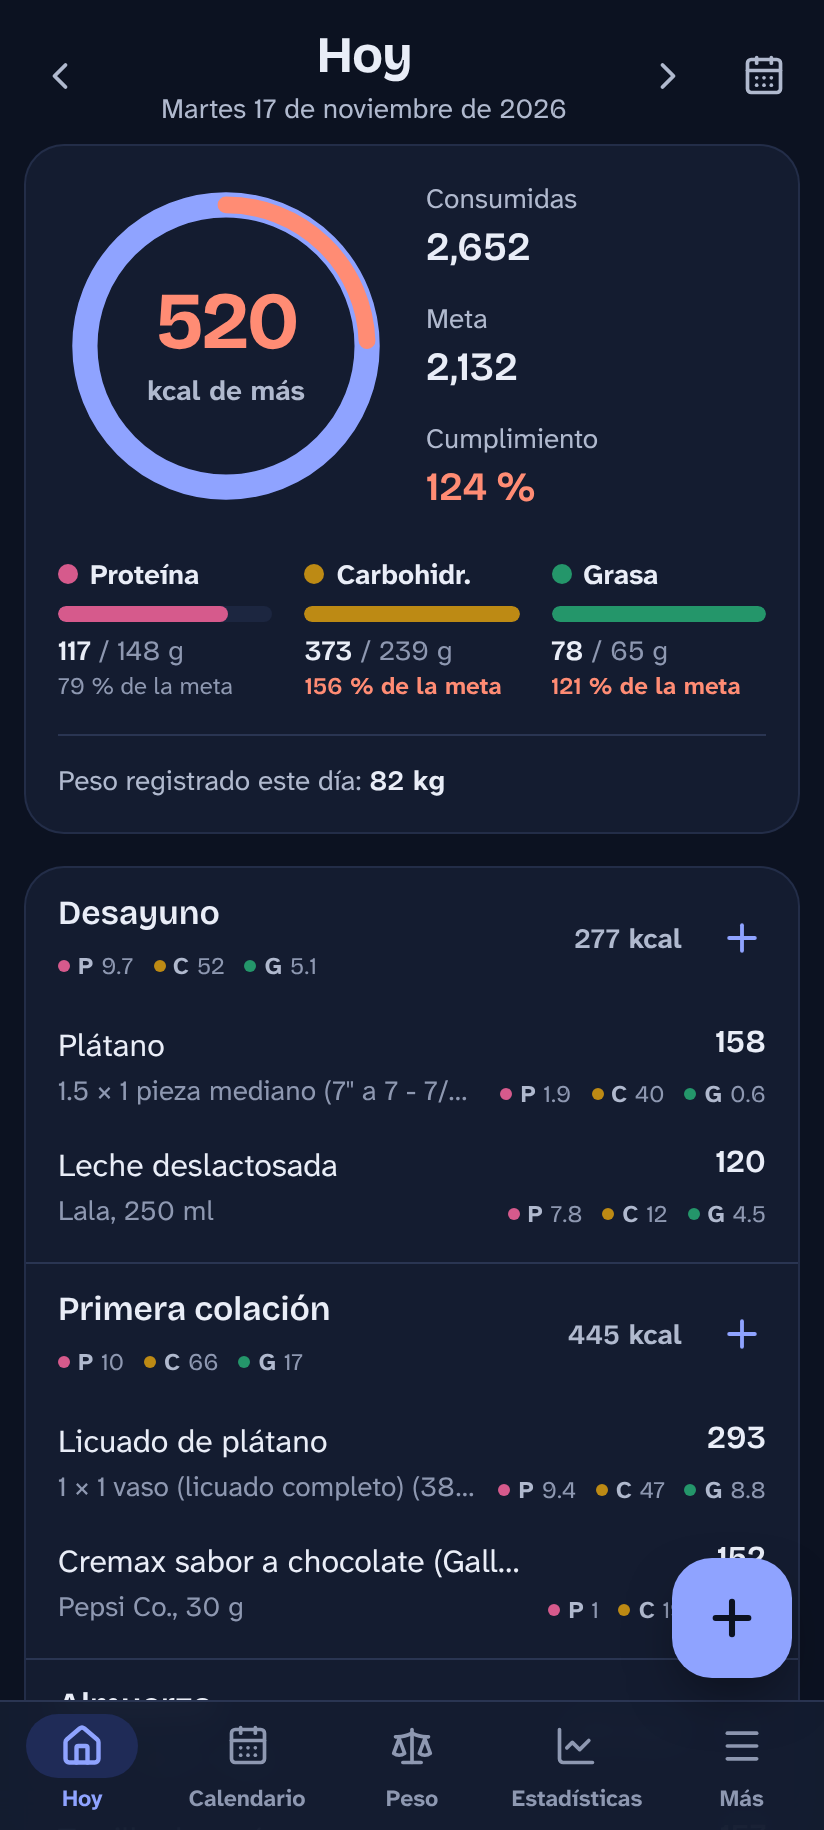 Hoy
Martes 17 de noviembre de 2026
520
kcal de más
Consumidas
2,652
Meta
2,132
Cumplimiento
124 %
Proteína
117 / 148 g
79 % de la meta
Carbohidr.
373 / 239 g
156 % de la meta
Grasa
78 / 65 g
121 % de la meta
Peso registrado este día: 82 kg
Desayuno
277 kcal
P 9.7 C 52 G 5.1
Plátano
158
1.5 × 1 pieza mediano (7" a 7 - 7/...
P 1.9 C 40 G 0.6
Leche deslactosada
120
Lala, 250 ml
P 7.8 C 12 G 4.5
Primera colación
445 kcal
P 10 C 66 G 17
Licuado de plátano
293
1 × 1 vaso (licuado completo) (38...
P 9.4 C 47 G 8.8
Cremax sabor a chocolate (Gall...
152
Pepsi Co., 30 g
P 1 C
Almuerzo
Hoy
Calendario
Peso
Estadísticas
Más